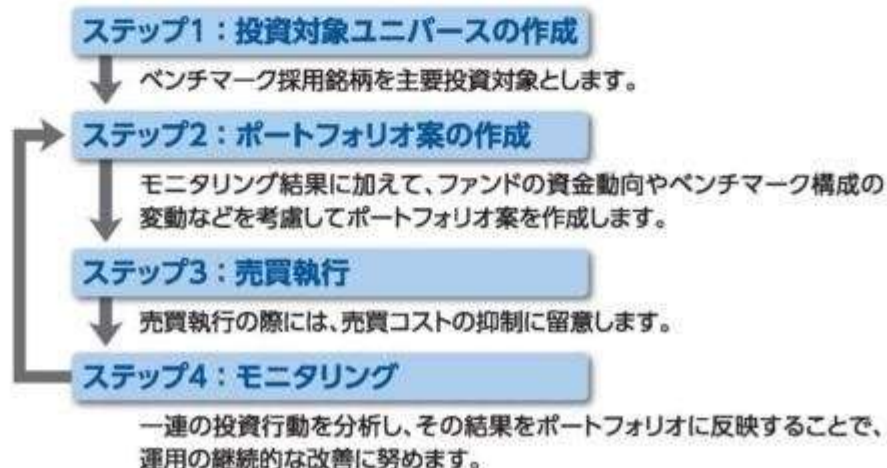 ステップ1：投資対象ユニバースの作成
ベンチマーク採用銘柄を主要投資対象とします。
ステップ2：ポートフォリオ案の作成
モニタリング結果に加えて、ファンドの資金動向やベンチマーク構成の
変動などを考慮してポートフォリオ案を作成します。
ステップ3：売買執行
売買執行の際には、売買コストの抑制に留意します。
ステップ4：モニタリング
一連の投資行動を分析し、その結果をポートフォリオに反映することで、
運用の継続的な改善に努めます。